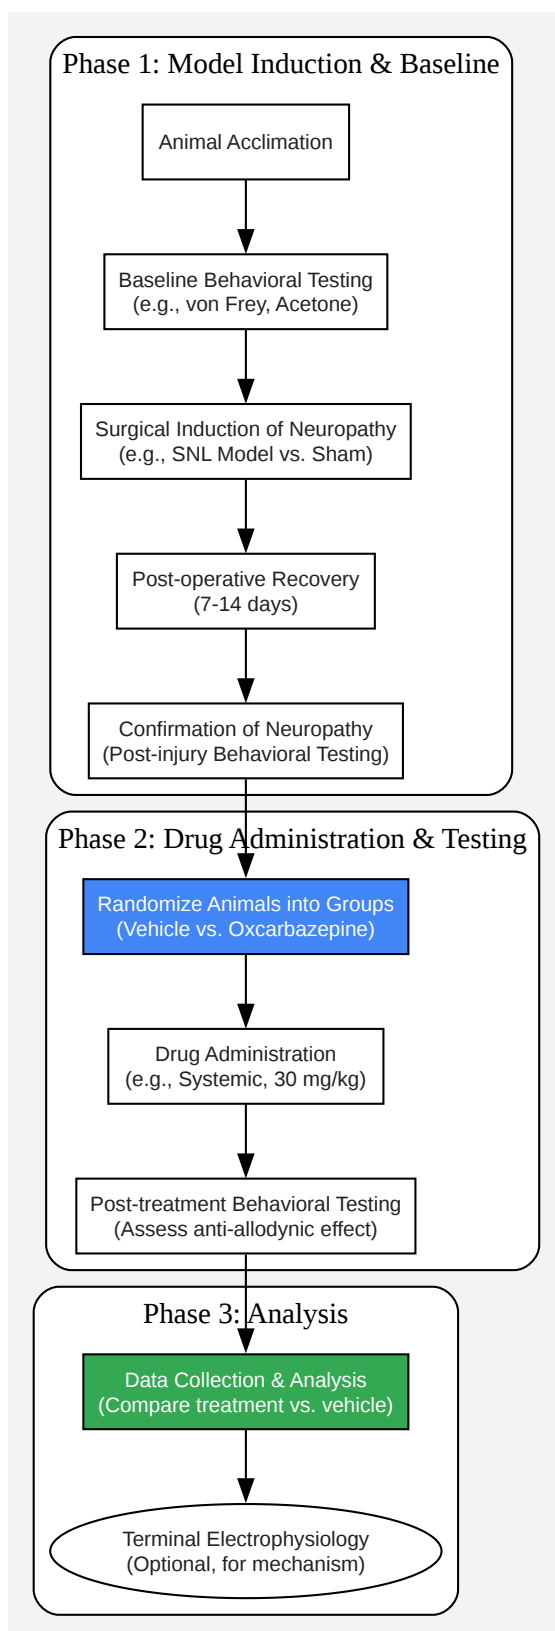 Phase 1: Model Induction & Baseline
Animal Acclimation
Baseline Behavioral Testing
(e.g., von Frey, Acetone)
Surgical Induction of Neuropathy
(e.g., SNL Model vs. Sham)
Post-operative Recovery
(7-14 days)
Confirmation of Neuropathy
(Post-injury Behavioral Testing)
Phase 2: Drug Administration & Testing
Randomize Animals into Groups
(Vehicle vs. Oxcarbazepine)
Drug Administration
(e.g., Systemic, 30 mg/kg)
Post-treatment Behavioral Testing
(Assess anti-allodynic effect)
Phase 3: Analysis
Data Collection & Analysis
(Compare treatment vs. vehicle)
Terminal Electrophysiology
(Optional, for mechanism)